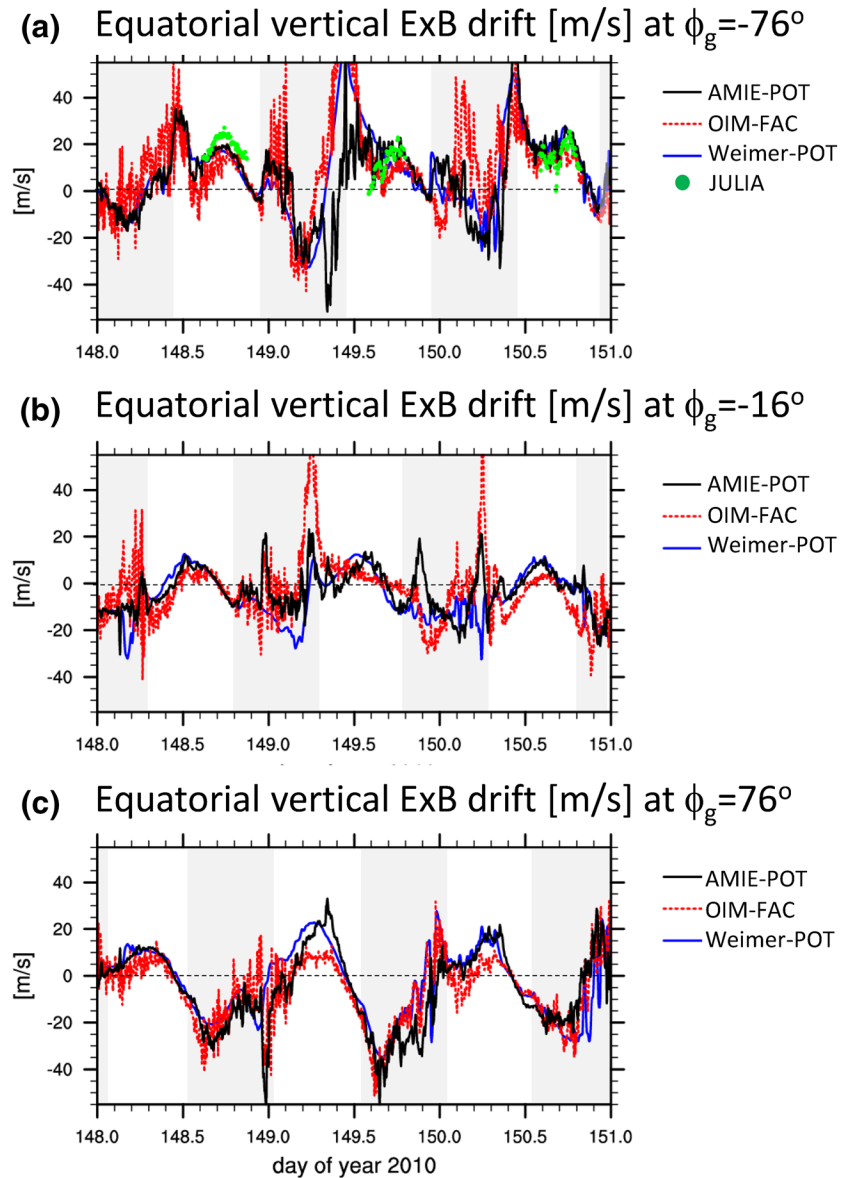 (a) Equatorial vertical ExB drift [m/s] at ϕg=-76º
AMIE-POT
OIM-FAC
Weimer-POT
JULIA
[m/s]
40
20
0
-20
-40
148.0 148.5 149.0 149.5 150.0 150.5 151.0
(b) Equatorial vertical ExB drift [m/s] at ϕg=-16º
AMIE-POT
OIM-FAC
Weimer-POT
[m/s]
40
20
0
-20
-40
148.0 148.5 149.0 149.5 150.0 150.5 151.0
(c) Equatorial vertical ExB drift [m/s] at ϕg=76º
AMIE-POT
OIM-FAC
Weimer-POT
[m/s]
40
20
0
-20
-40
148.0 148.5 149.0 149.5 150.0 150.5 151.0
day of year 2010